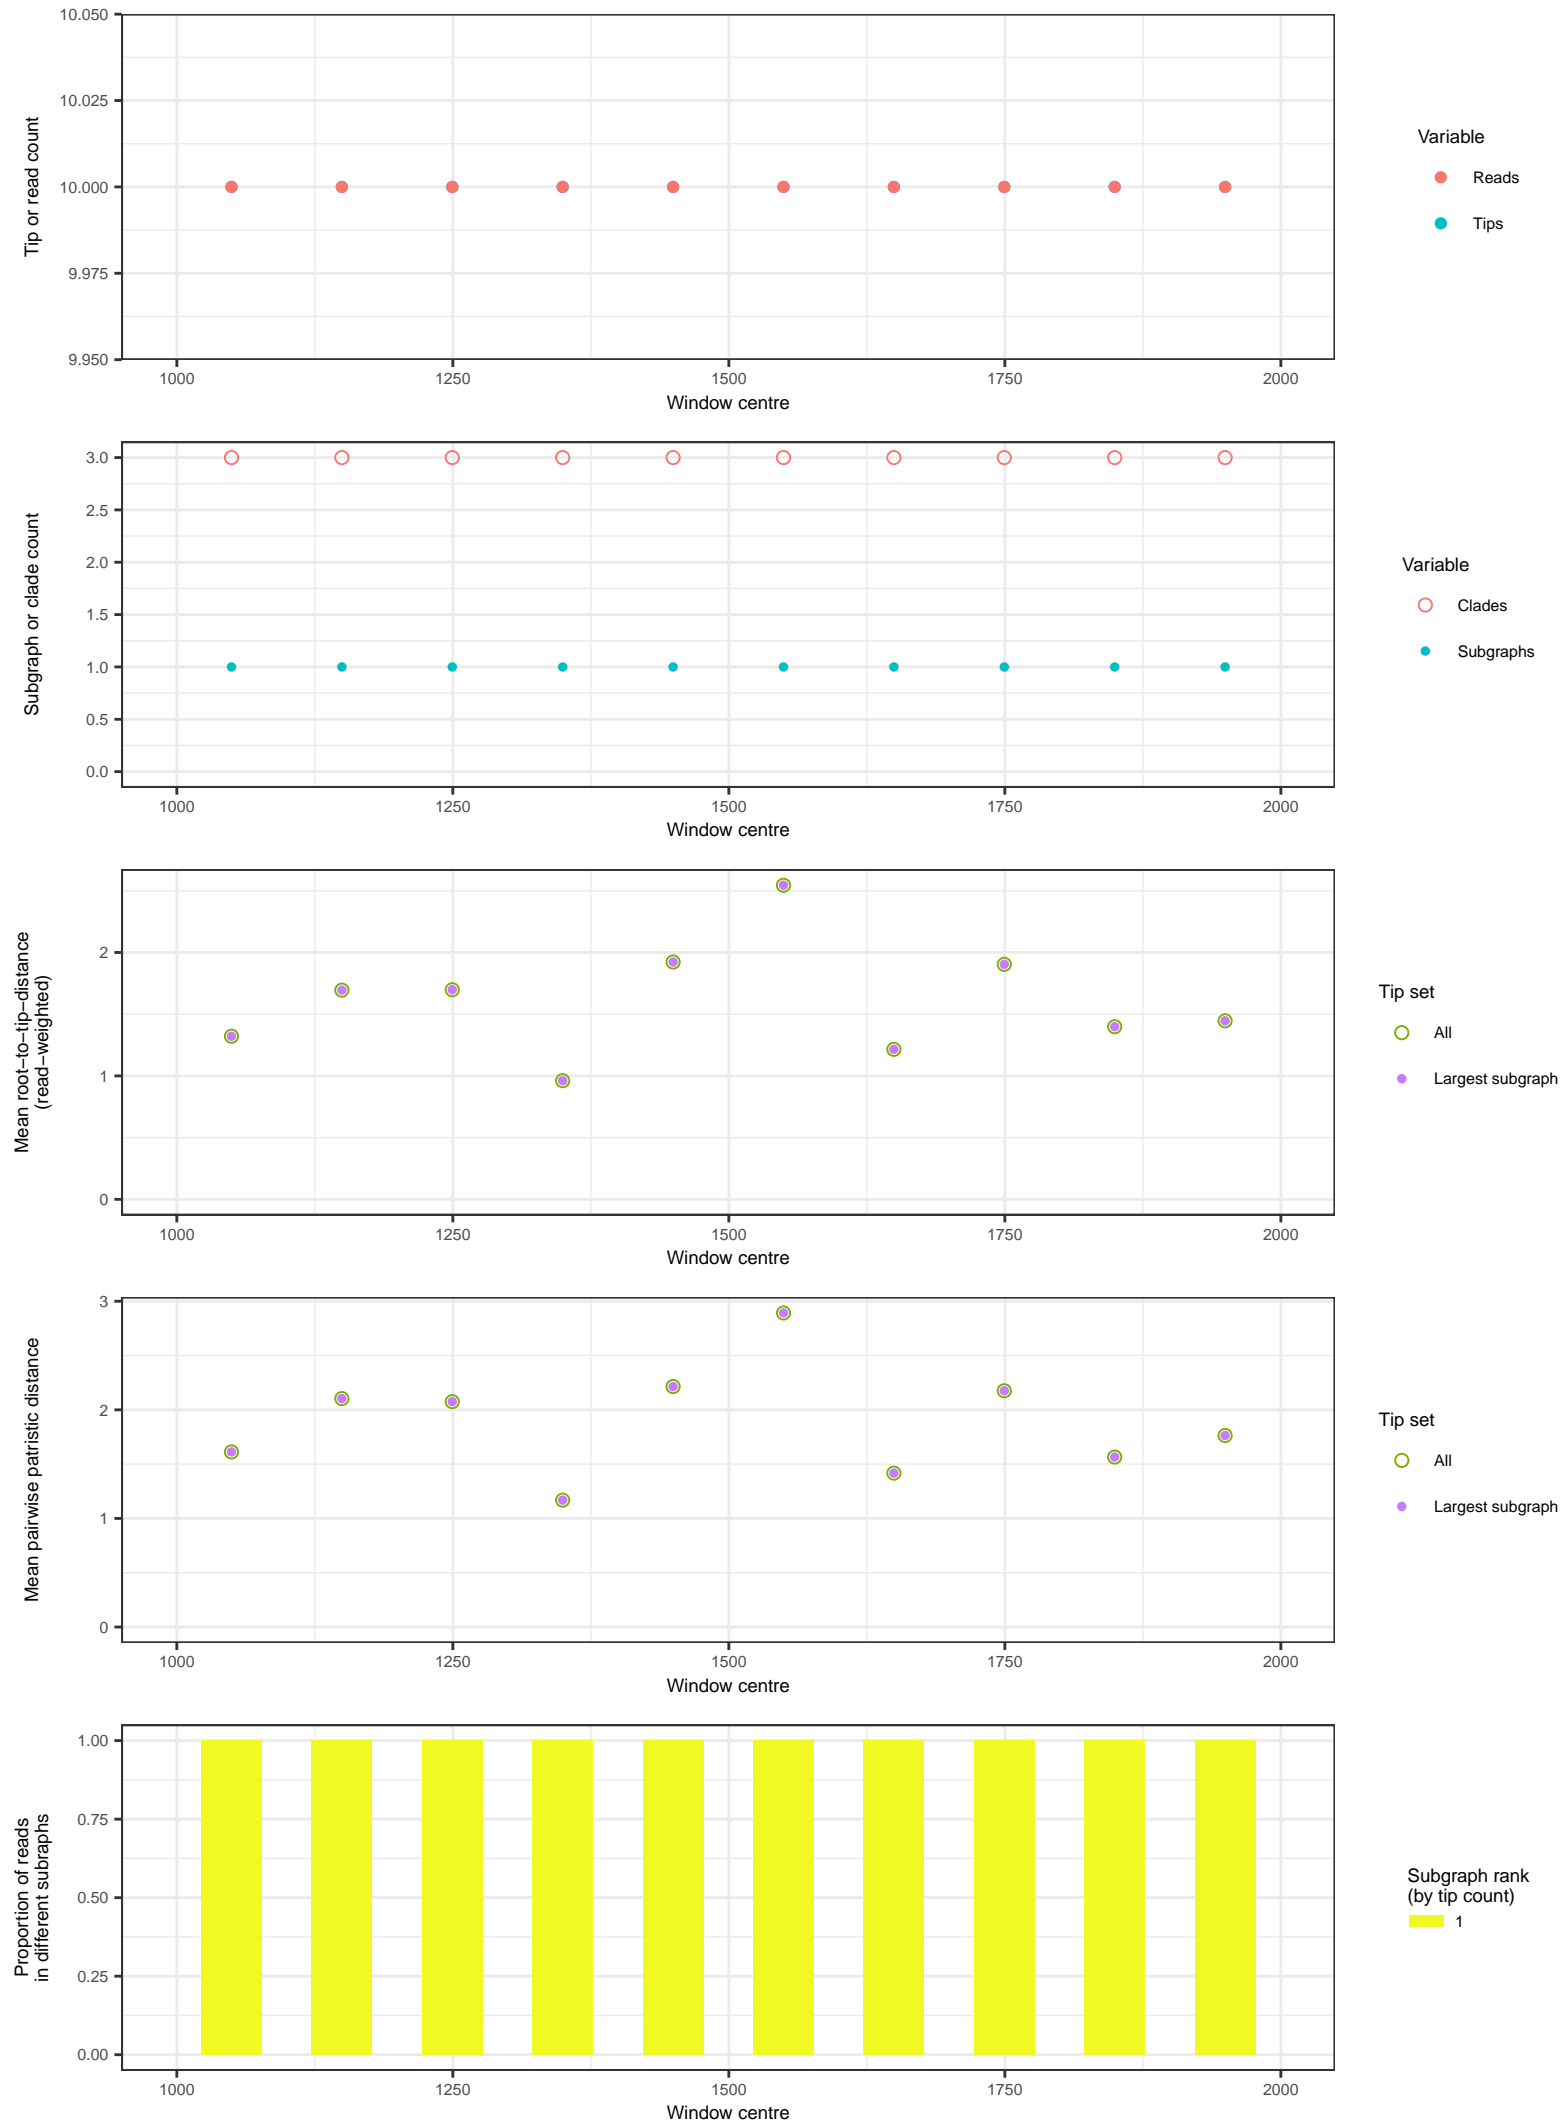 10.050
10.025
10.000
9.975
9.950
Tip or read count
1000 1250 1500 1750 2000
Window centre
Variable
Reads
Tips
3.0
2.5
2.0
1.5
1.0
0.5
0.0
Subgraph or clade count
1000 1250 1500 1750 2000
Window centre
Variable
Clades
Subgraphs
2
1
0
Mean root−to−tip−distance
(read−weighted)
1000 1250 1500 1750 2000
Window centre
Tip set
All
Largest subgraph
3
2
1
0
Mean pairwise patristic distance
1000 1250 1500 1750 2000
Window centre
Tip set
All
Largest subgraph
1.00
0.75
0.50
0.25
0.00
Proportion of reads
in different subraphs
1000 1250 1500 1750 2000
Window centre
Subgraph rank
(by tip count)
1